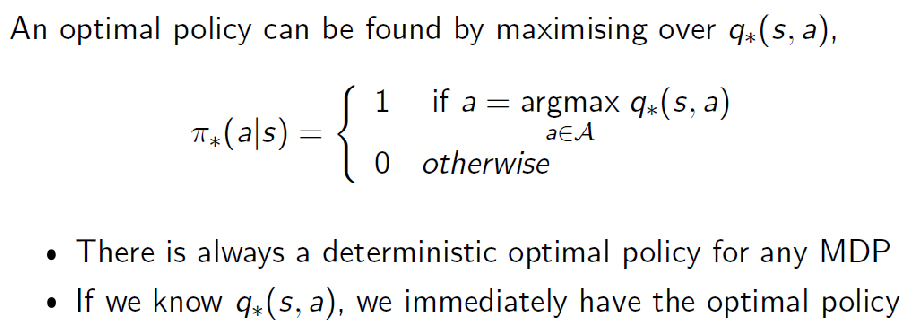 An optimal policy can be found by maximising over q∗(s, a),
1 if a = argmax q∗(s, a)
π∗(a|s) = {
a∈𝒜
0 otherwise
• There is always a deterministic optimal policy for any MDP
• If we know q∗(s, a), we immediately have the optimal policy